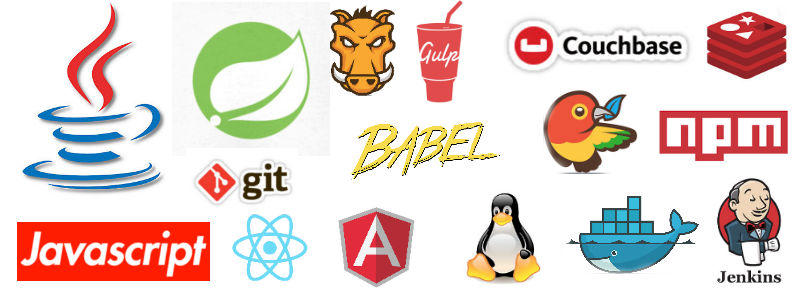 Gulp
Couchbase
BABEL
npm
git
Javascript
A
Jenkins